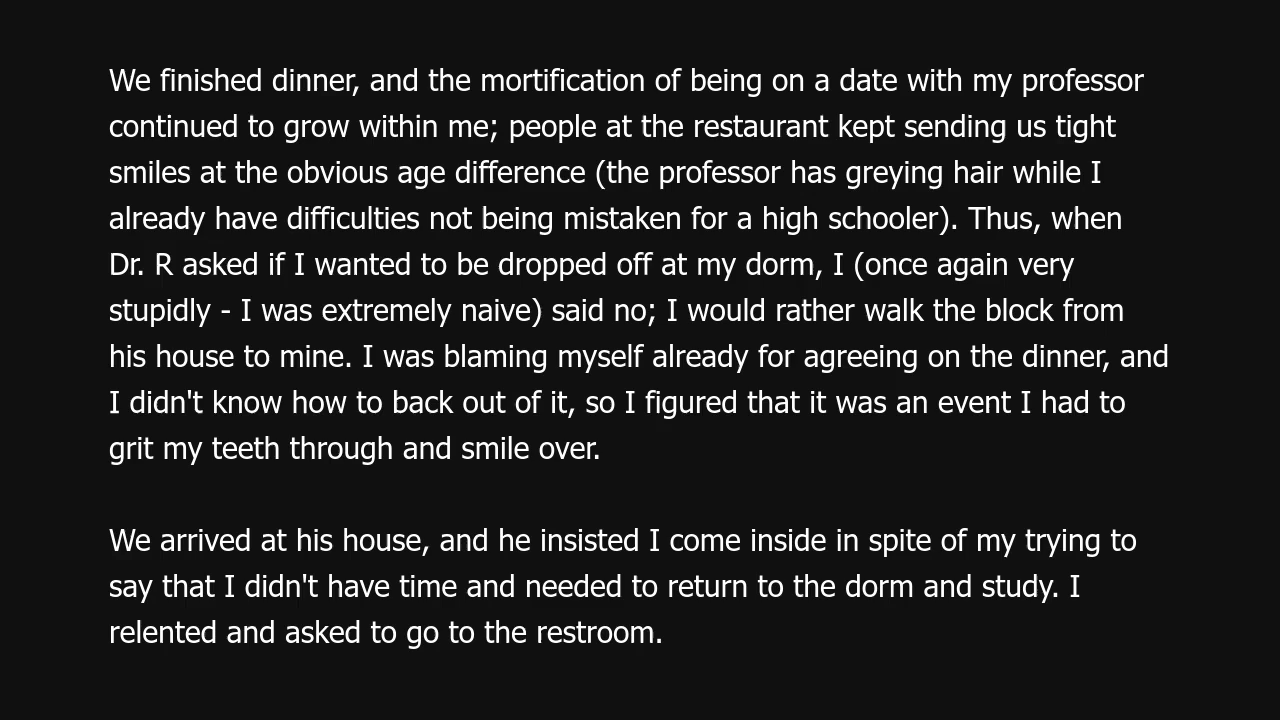 We finished dinner, and the mortification of being on a date with my professor
continued to grow within me; people at the restaurant kept sending us tight
smiles at the obvious age difference (the professor has greying hair while I
already have difficulties not being mistaken for a high schooler). Thus, when
Dr. R asked if I wanted to be dropped off at my dorm, I (once again very
stupidly - I was extremely naive) said no; I would rather walk the block from
his house to mine. I was blaming myself already for agreeing on the dinner, and
I didn't know how to back out of it, so I figured that it was an event I had to
grit my teeth through and smile over.

We arrived at his house, and he insisted I come inside in spite of my trying to
say that I didn't have time and needed to return to the dorm and study. I
relented and asked to go to the restroom.